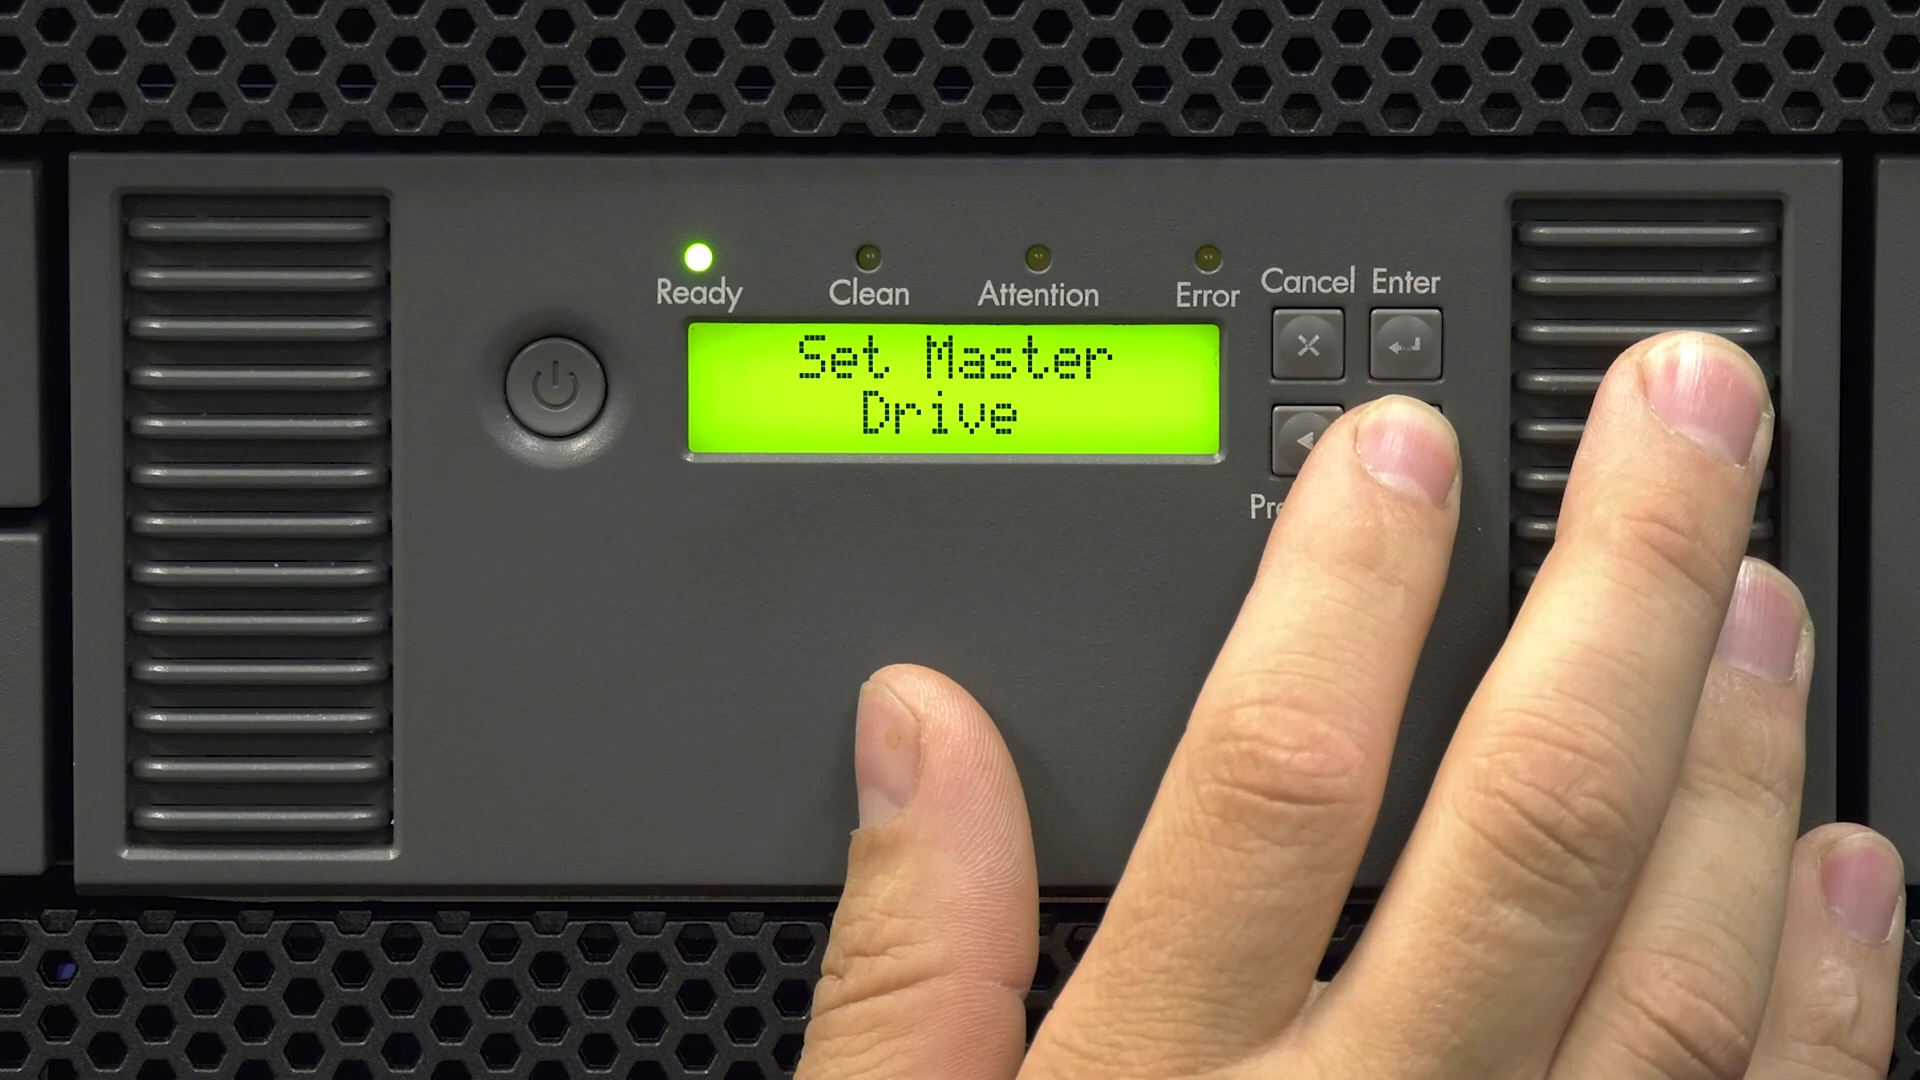 Ready
Clean
Attention
Error
Cancel
Enter
Set Master
Drive